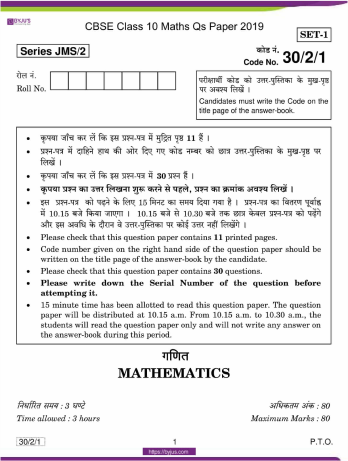 BYJU'S
CBSE Class 10 Maths Qs Paper 2019
SET-1
Series JMS/2
कोड नं.
Code No. 30/2/1
रोल नं.
Roll No.
परीक्षार्थी कोड को उत्तर-पुस्तिका के मुख-पृष्ठ
पर अवश्य लिखें ।
Candidates must write the Code on the
title page of the answer-book.
• कृपया जाँच कर लें कि इस प्रश्न-पत्र में मुद्रित पृष्ठ 11 हैं ।
• प्रश्न-पत्र में दाहिने हाथ की ओर दिए गए कोड नम्बर को छात्र उत्तर-पुस्तिका के मुख-पृष्ठ पर
लिखें ।
• कृपया जाँच कर लें कि इस प्रश्न-पत्र में 30 प्रश्न हैं ।
• कृपया प्रश्न का उत्तर लिखना शुरू करने से पहले, प्रश्न का क्रमांक अवश्य लिखें ।
• इस प्रश्न-पत्र को पढ़ने के लिए 15 मिनट का समय दिया गया है । प्रश्न-पत्र का वितरण पूर्वाह्न
में 10.15 बजे किया जाएगा । 10.15 बजे से 10.30 बजे तक छात्र केवल प्रश्न-पत्र को पढ़ेंगे
और इस अवधि के दौरान वे उत्तर-पुस्तिका पर कोई उत्तर नहीं लिखेंगे ।
• Please check that this question paper contains 11 printed pages.
• Code number given on the right hand side of the question paper should be
written on the title page of the answer-book by the candidate.
• Please check that this question paper contains 30 questions.
• Please write down the Serial Number of the question before
attempting it.
• 15 minute time has been allotted to read this question paper. The question
paper will be distributed at 10.15 a.m. From 10.15 a.m. to 10.30 a.m., the
students will read the question paper only and will not write any answer on
the answer-book during this period.
गणित
MATHEMATICS
निर्धारित समय : 3 घण्टे
अधिकतम अंक : 80
Time allowed : 3 hours
Maximum Marks : 80
30/2/1
1
P.T.O.
https://byjus.com